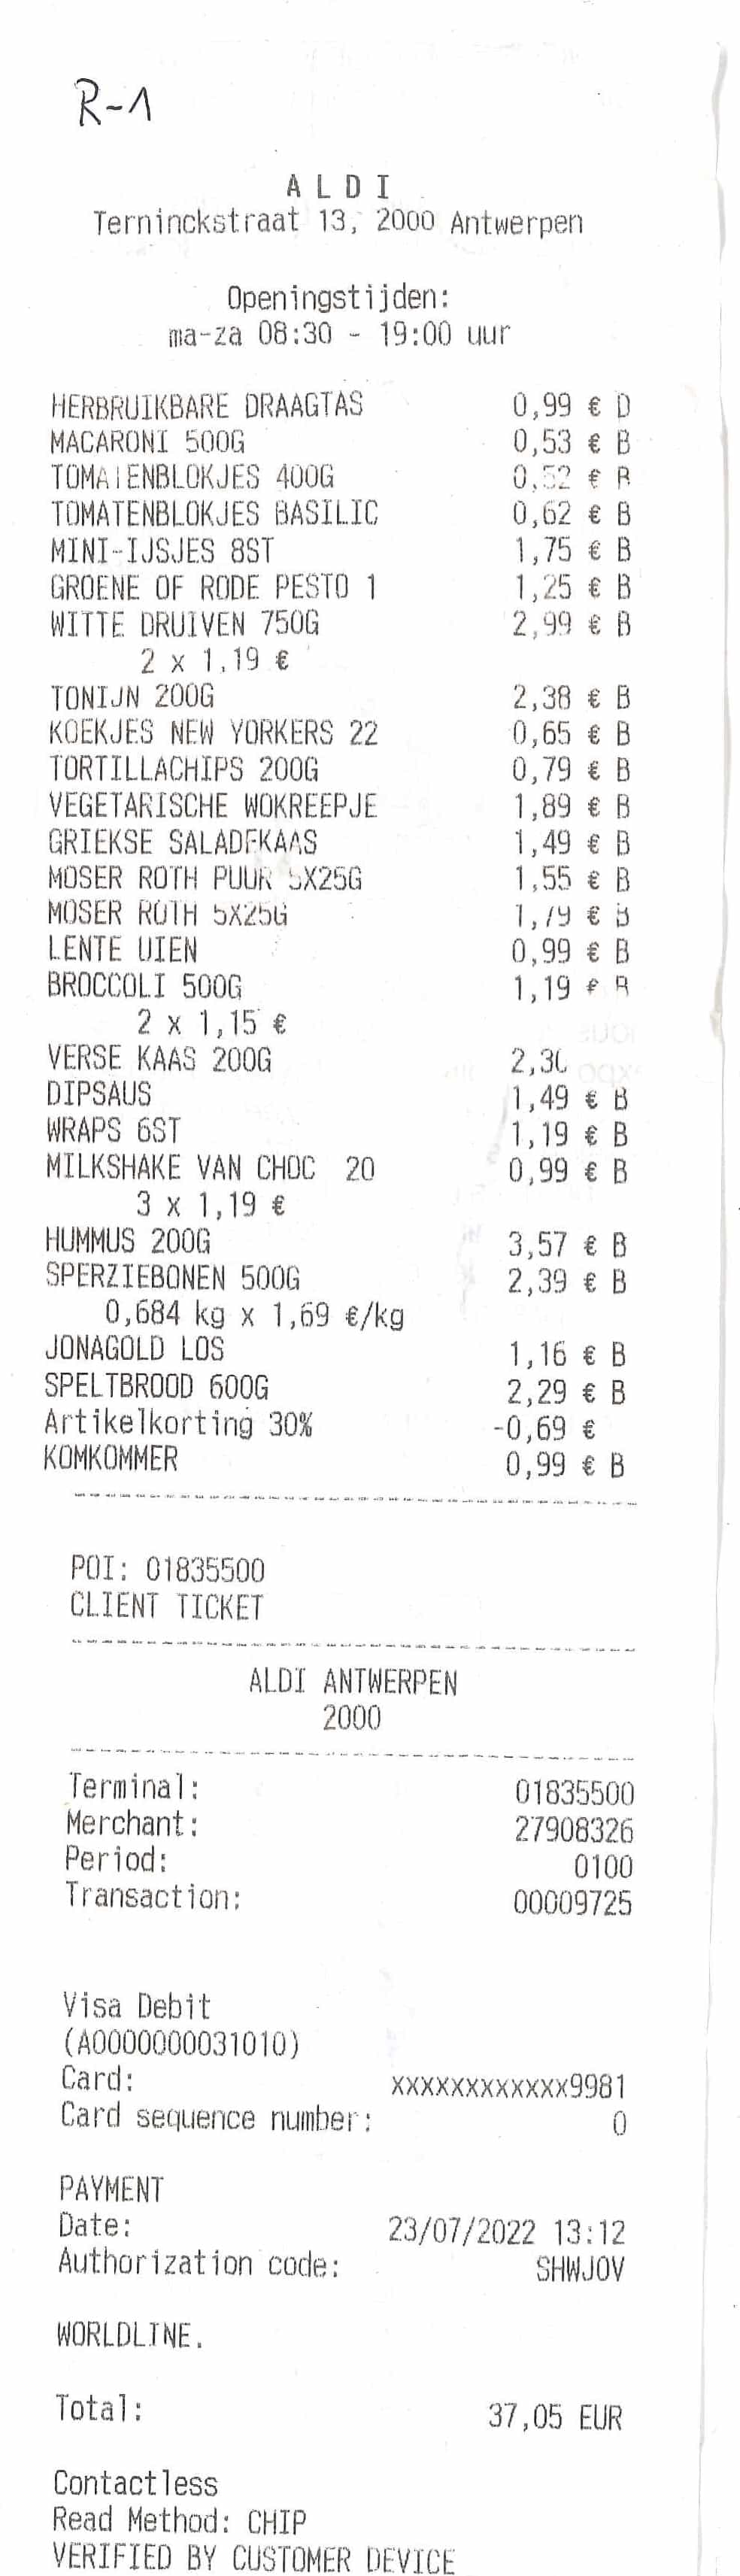 R-1
ALDI
Terninckstraat 13, 2000 Antwerpen
Openingstijden:
ma-za 08:30 - 19:00 uur
HERBRUIKBARE DRAAGTAS 0,99 € D
MACARONI 500G 0,53 € B
TOMATENBLOKJES 400G 0,52 € B
TOMATENBLOKJES BASILIC 0,62 € B
MINI-IJSJES 8ST 1,75 € B
GROENE OF RODE PESTO 1 1,25 € B
WITTE DRUIVEN 750G 2,99 € B
2 x 1,19 €
TONIJN 200G 2,38 € B
KOEKJES NEW YORKERS 22 0,65 € B
TORTILLACHIPS 200G 0,79 € B
VEGETARISCHE WOKREEPJE 1,89 € B
GRIEKSE SALADEKAAS 1,49 € B
MOSER ROTH PUUR 5X25G 1,55 € B
MOSER ROTH 5X25G 1,79 € B
LENTE UIEN 0,99 € B
BROCCOLI 500G 1,19 € B
2 x 1,15 €
VERSE KAAS 200G 2,30
DIPSAUS 1,49 € B
WRAPS 6ST 1,19 € B
MILKSHAKE VAN CHOC 20 0,99 € B
3 x 1,19 €
HUMMUS 200G 3,57 € B
SPERZIEBONEN 500G 2,39 € B
0,684 kg x 1,69 €/kg
JONAGOLD LOS 1,16 € B
SPELTBROOD 600G 2,29 € B
Artikelkorting 30% -0,69 €
KOMKOMMER 0,99 € B
POI: 01835500
CLIENT TICKET
ALDI ANTWERPEN
2000
Terminal: 01835500
Merchant: 27908326
Period: 0100
Transaction: 00009725
Visa Debit
(A0000000031010)
Card: xxxxxxxxxxxx9981
Card sequence number: 0
PAYMENT
Date: 23/07/2022 13:12
Authorization code: SHWJOV
WORLDLINE.
Total: 37,05 EUR
Contactless
Read Method: CHIP
VERIFIED BY CUSTOMER DEVICE